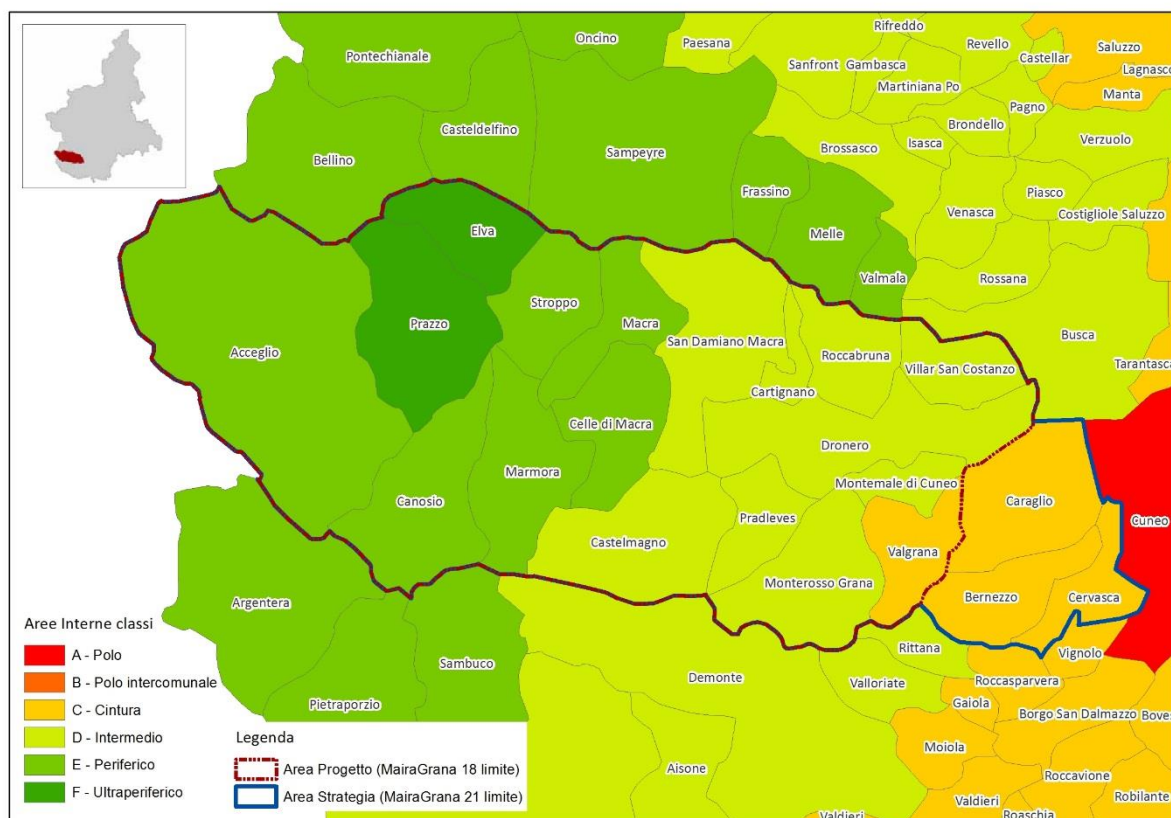 Oncino
Paesana
Rifreddo
Revello
Saluzzo
Pontechianale
Sanfront
Gambasca
Castellar
Lagnasco
Martiniana Po
Manta
Pagno
Casteldelfino
Brondello
Verzuolo
Bellino
Sampeyre
Brossasco
Isasca
Frassino
Piasco
Venasca
Costigliole Saluzzo
Elva
Melle
Valmala
Rossana
Stroppo
Prazzo
Macra
Busca
Acceglio
San Damiano Macra
Roccabruna
Tarantasca
Villar San Costanzo
Cartignano
Celle di Macra
Dronero
Marmora
Montemale di Cuneo
Canosio
Caraglio
Pradleves
Cuneo
Castelmagno
Valgrana
Monterosso Grana
Bernezzo
Cervasca
Argentera
Rittana
Vignolo
Sambuco
Demonte
Valloriate
Roccasparvera
Pietraporzio
Gaiola
Borgo San Dalmazzo
Boves
Moiola
Aisone
Roccavione
Valdieri
Valdieri
Roaschia
Robilante
Aree Interne classi
A - Polo
B - Polo intercomunale
C - Cintura
D - Intermedio
E - Periferico
F - Ultraperiferico
Legenda
Area Progetto (MairaGrana 18 limite)
Area Strategia (MairaGrana 21 limite)